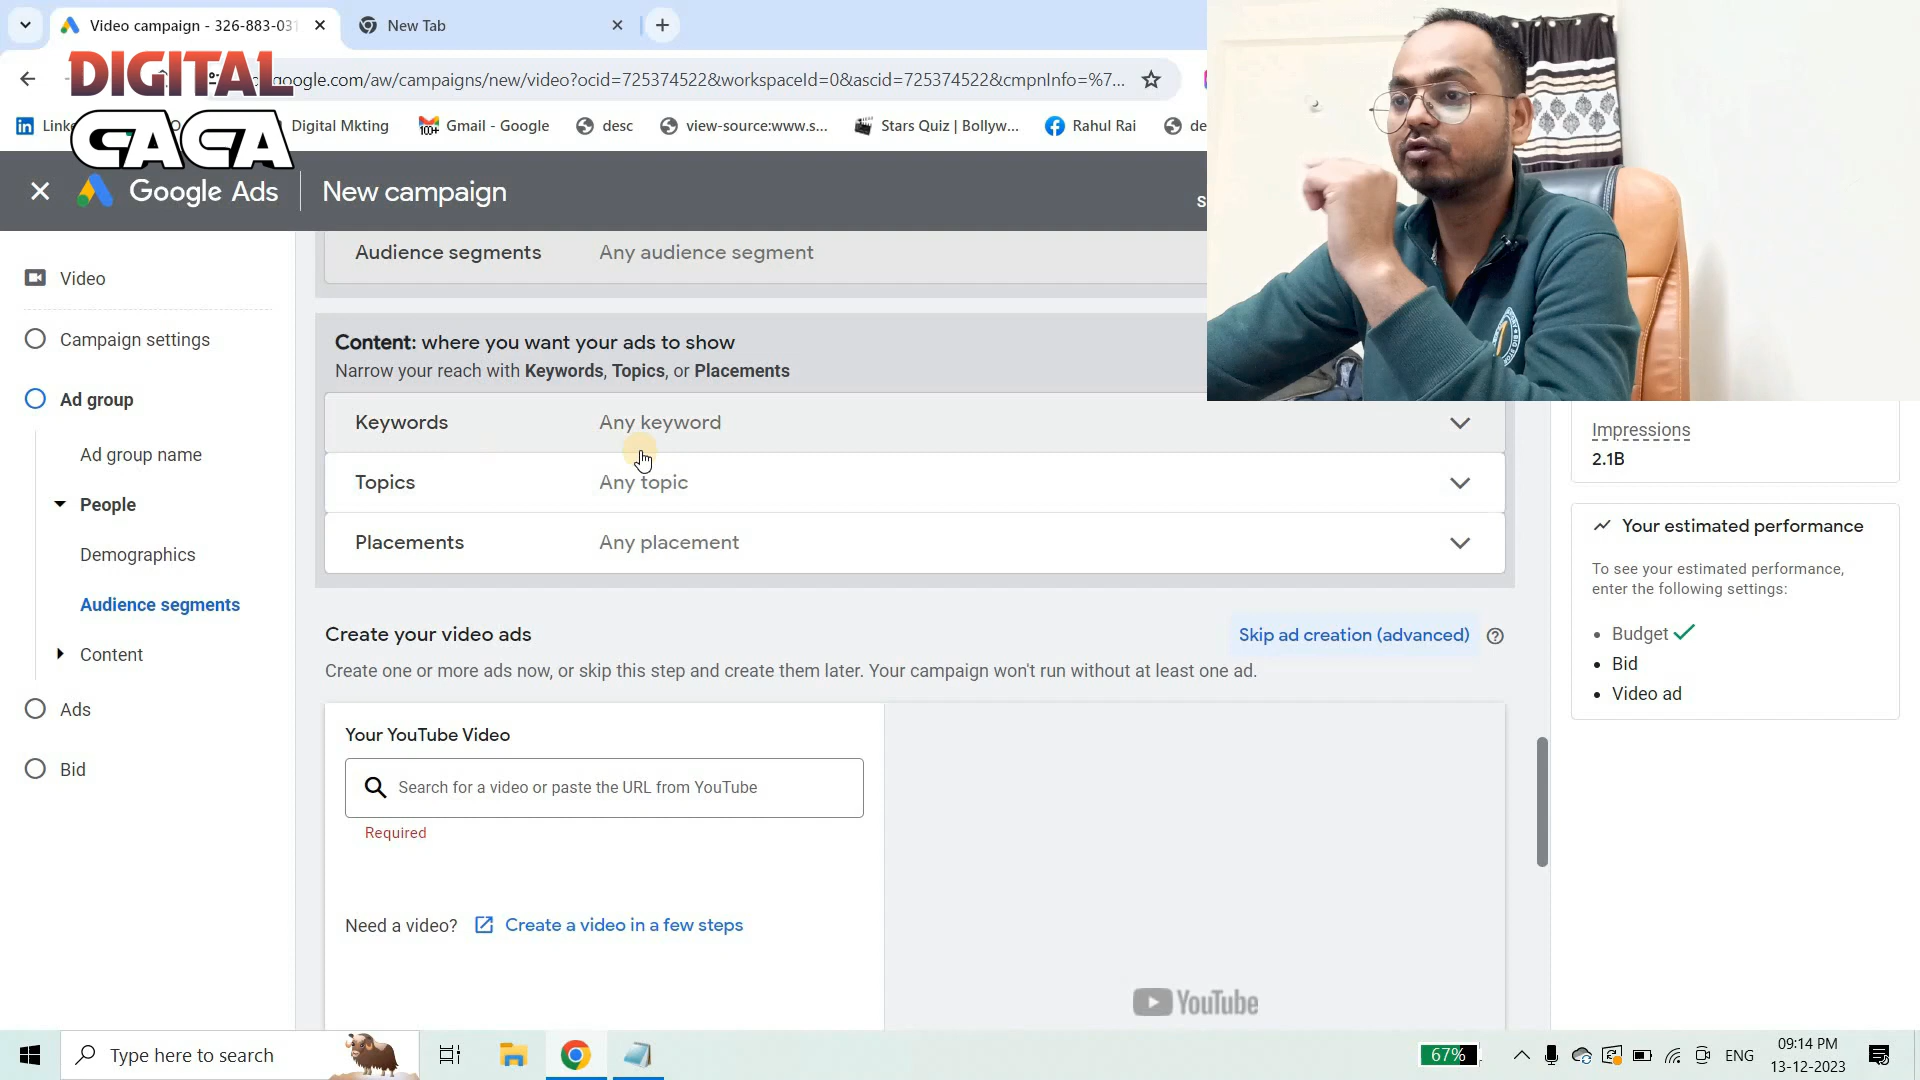 Video campaign - 326-883-031
New Tab
DIGITAL
CACA
google.com/aw/campaigns/new/video?ocid=725374522&workspaceId=0&ascid=725374522&cmpnInfo=%7...
Digital Mkting
Gmail - Google
desc
view-source:www.s...
Stars Quiz | Bollyw...
Rahul Rai
Google Ads
New campaign
Video
Campaign settings
Ad group
Ad group name
People
Demographics
Audience segments
Content
Ads
Bid
Audience segments
Any audience segment
Content: where you want your ads to show
Narrow your reach with Keywords, Topics, or Placements
Keywords
Any keyword
Topics
Any topic
Placements
Any placement
Create your video ads
Skip ad creation (advanced)
Create one or more ads now, or skip this step and create them later. Your campaign won't run without at least one ad.
Your YouTube Video
Search for a video or paste the URL from YouTube
Required
Need a video?
Create a video in a few steps
YouTube
Impressions
2.1B
Your estimated performance
To see your estimated performance,
enter the following settings:
• Budget
• Bid
• Video ad
Type here to search
67%
ENG
09:14 PM
13-12-2023